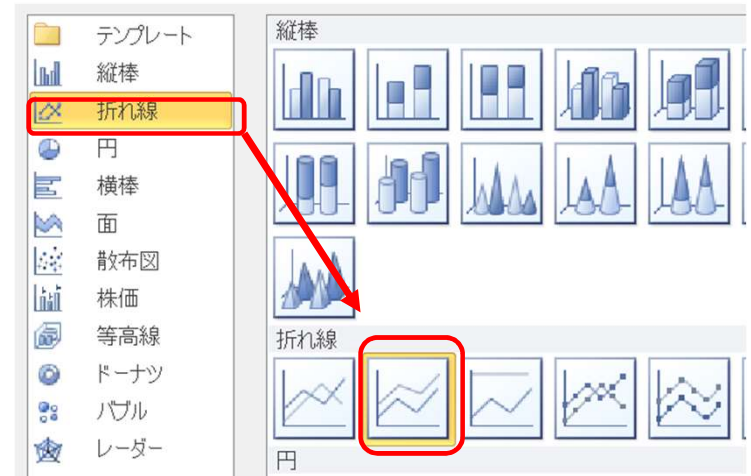 テンプレート
縦棒
折れ線
円
横棒
面
散布図
株価
等高線
ドーナツ
バブル
レーダー
縦棒
折れ線
円